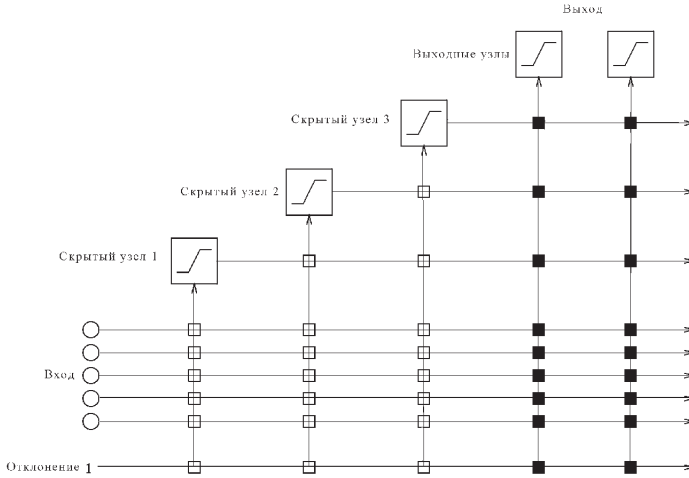 Выход
Выходные узлы
Скрытый узел 3
Скрытый узел 2
Скрытый узел 1
Вход
Отклонение 1